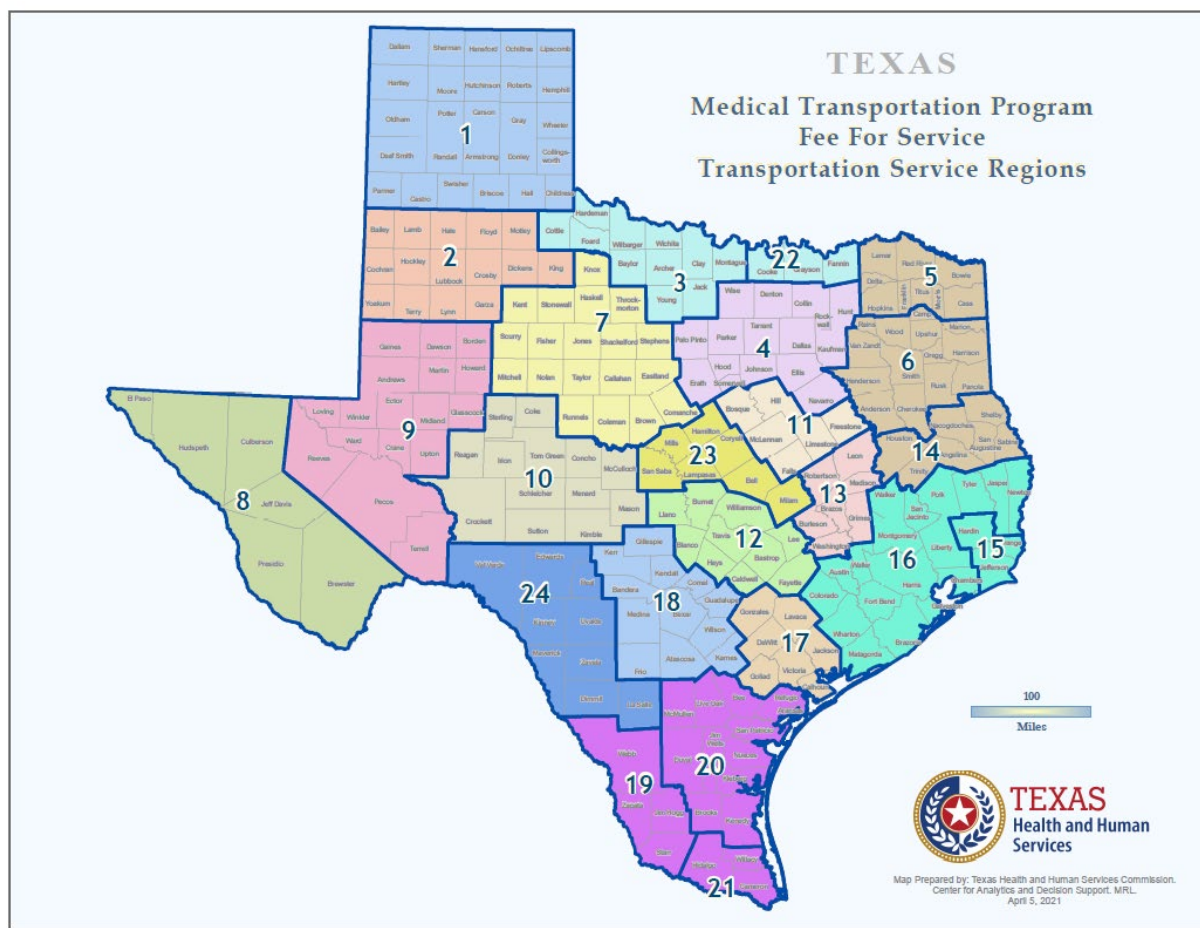 TEXAS
Medical Transportation Program
Fee For Service
Transportation Service Regions
Dallam Sherman Hansford Ochiltree Lipscomb
Hartley Moore Hutchinson Roberts Hemphill
Oldham Potter Carson Gray Wheeler
1
Deaf Smith Randall Armstrong Donley Collings-
worth
Parmer Castro Swisher Briscoe Hall Childress
Bailey Lamb Hale Floyd Motley
2
Cochran Hockley Lubbock Crosby Dickens King
Yoakum Terry Lynn Garza
Hardeman
Cottle Foard Wilbarger Wichita
Baylor Archer Clay Montague
3
Young Jack
22
Cooke Grayson Fannin
Lamar Red River Bowie
5
Delta Franklin Titus Morris Cass
Hopkins Camp
Knox
Kent Stonewall Haskell Throck-
morton
7
Scurry Fisher Jones Shackelford Stephens
Mitchell Nolan Taylor Callahan Eastland
Runnels Coleman Brown Comanche
Wise Denton Collin Rock-
wall Hunt
Palo Pinto Parker Tarrant Dallas Kaufman
4
Hood Johnson Ellis
Erath Somervell Navarro
Rains Wood Upshur Marion
Van Zandt 6 Gregg Harrison
Henderson Smith Rusk Panola
Anderson Cherokee
Shelby
Nacogdoches
Houston San
Augustine Sabine
14 Angelina
Trinity
Gaines Dawson Borden
Andrews Martin Howard
Loving Winkler Ector Midland Glasscock
9
Ward Crane Upton
Reeves
Pecos
Terrell
El Paso
Hudspeth Culberson
8 Jeff Davis
Presidio
Brewster
Sterling Coke
Reagan Irion Tom Green Concho
10 McCulloch
Schleicher Menard
Crockett Mason
Sutton Kimble
Bosque Hill
11 Freestone
McLennan Limestone
Falls
Hamilton
Mills Coryell
23
San Saba Lampasas Bell
Milam
Leon
Robertson Madison
13
Brazos
Burleson Grimes
Washington
Burnet
Llano Williamson
Travis 12 Lee
Blanco Bastrop
Hays
Caldwell Fayette
Tyler Jasper
Walker Polk Newton
San
Jacinto
Montgomery Hardin
Liberty 15 Orange
16 Jefferson
Austin Waller Harris Chambers
Colorado Fort Bend Galveston
Wharton Brazoria
Matagorda
Gillespie
Kerr Kendall
Bandera Comal
Guadalupe
18
Medina Bexar
Wilson
Atascosa Karnes
Frio
Gonzales Lavaca
DeWitt
17 Jackson
Victoria
Goliad Calhoun
Val Verde Edwards
Real
24
Kinney Uvalde
Maverick Zavala
Dimmit La Salle
Webb
19
Zapata
Jim Hogg
Starr
McMullen Live Oak Bee Refugio
Aransas
San Patricio
Jim
Wells
Duval Nueces
20
Kleberg
Brooks Kenedy
Hidalgo Willacy
21 Cameron
100
Miles
TEXAS
Health and Human
Services
Map Prepared by: Texas Health and Human Services Commission.
Center for Analytics and Decision Support. MRL.
April 5, 2021